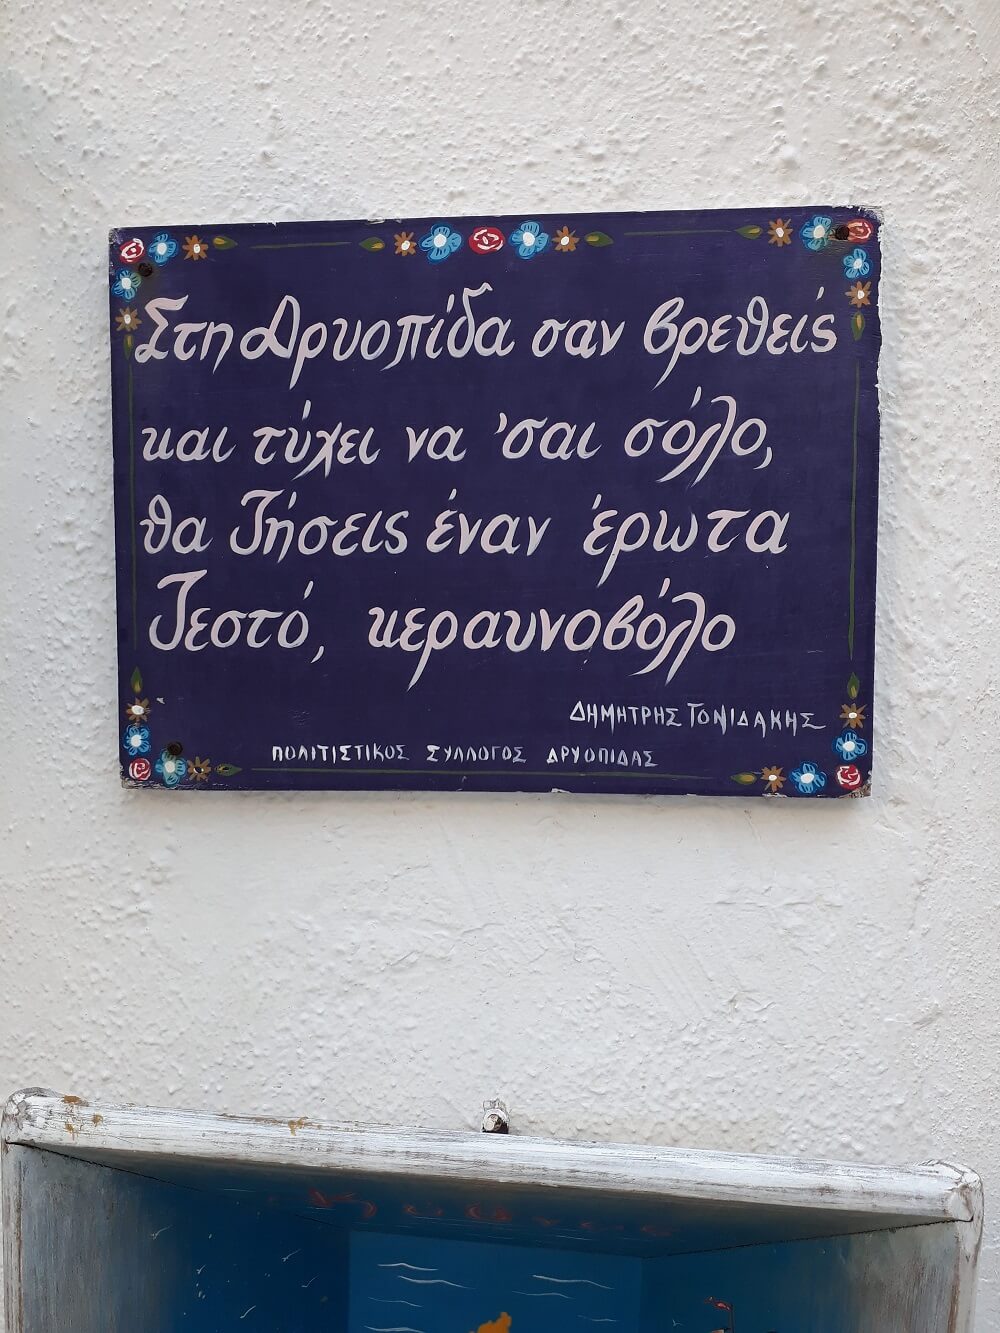 Στη Δρυοπίδα σαν βρεθείς
και τύχει να 'σαι σόλο,
θα ζήσεις έναν έρωτα
ζεστό, κεραυνοβόλο
ΔΗΜΗΤΡΗΣ ΓΟΝΙΔΑΚΗΣ
ΠΟΛΙΤΙΣΤΙΚΟΣ ΣΥΛΛΟΓΟΣ ΔΡΥΟΠΙΔΑΣ
Κύθνος